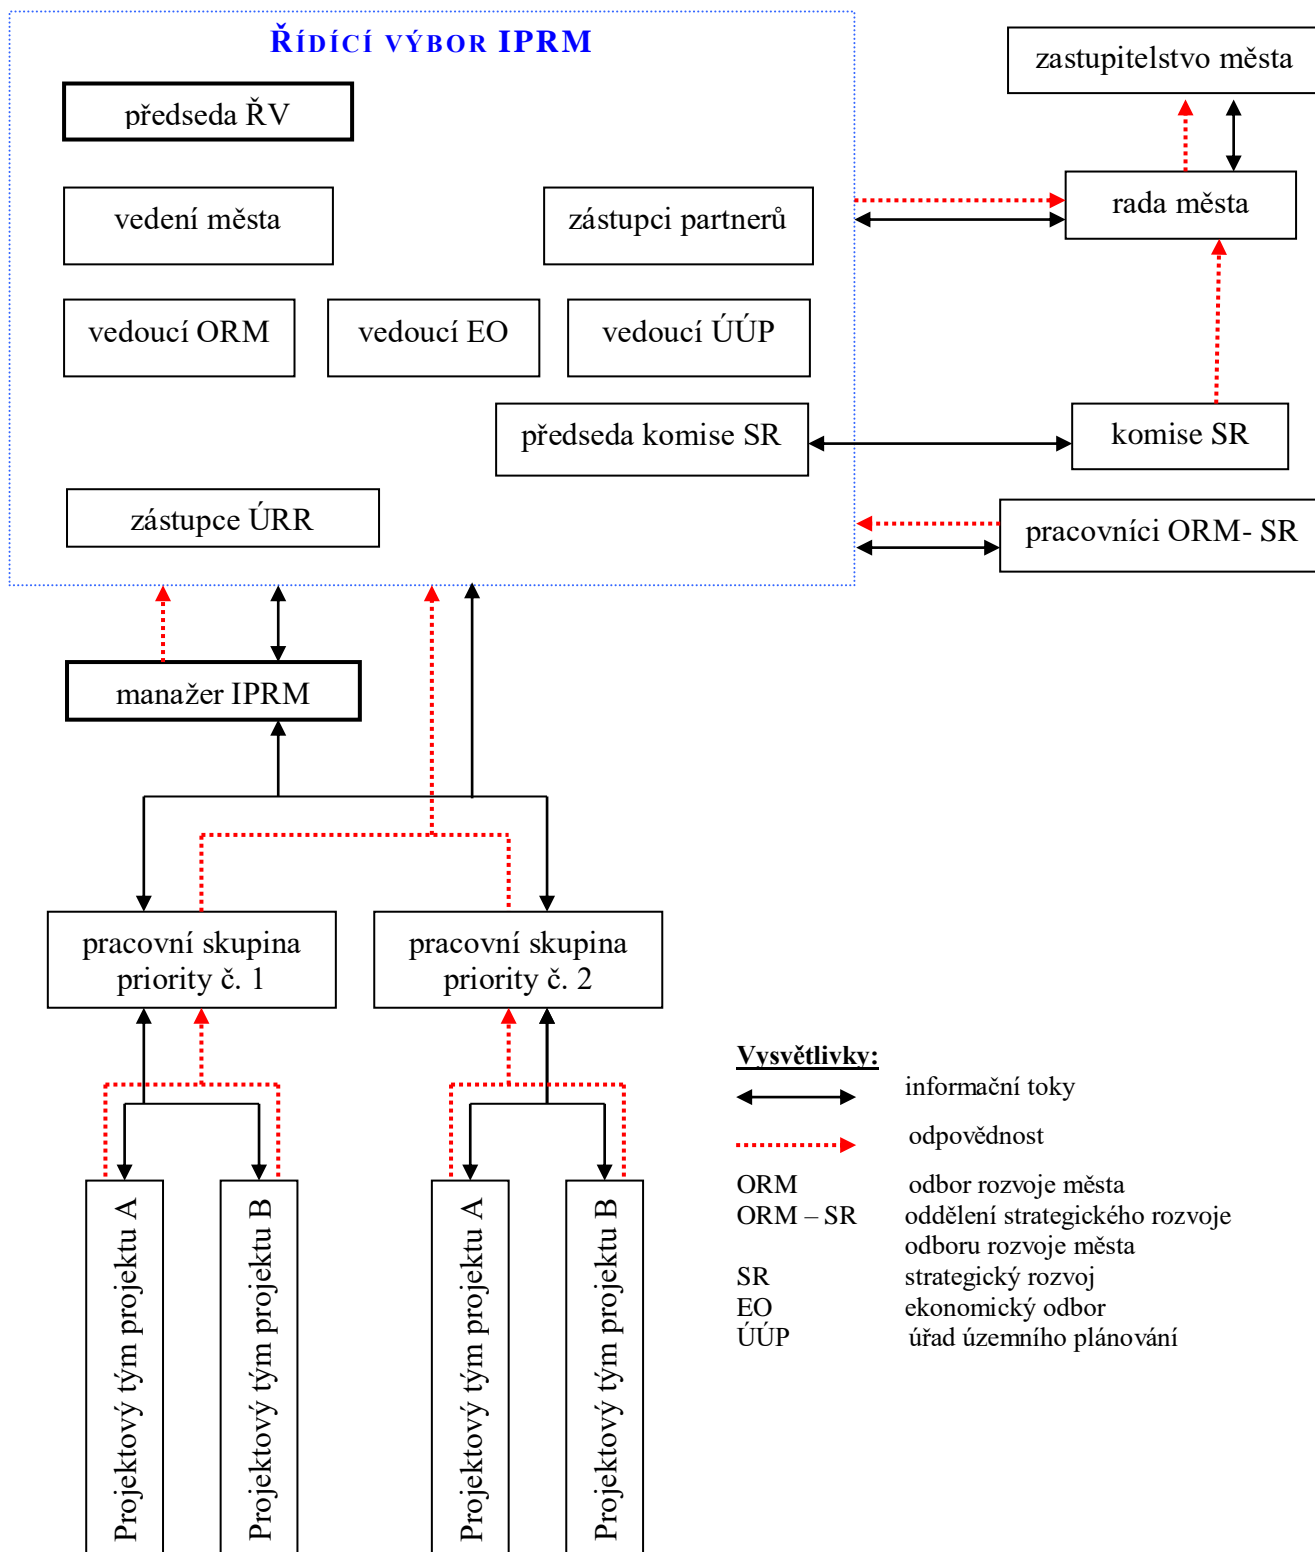 ŘÍDÍCÍ VÝBOR IPRM
předseda ŘV
vedení města
zástupci partnerů
vedoucí ORM
vedoucí EO
vedoucí ÚÚP
předseda komise SR
zástupce ÚRR
zastupitelstvo města
rada města
komise SR
pracovníci ORM- SR
manažer IPRM
pracovní skupina
priority č. 1
pracovní skupina
priority č. 2
Projektový tým projektu A
Projektový tým projektu B
Projektový tým projektu A
Projektový tým projektu B
Vysvětlivky:
informační toky
odpovědnost
ORM odbor rozvoje města
ORM – SR oddělení strategického rozvoje
odboru rozvoje města
SR strategický rozvoj
EO ekonomický odbor
ÚÚP úřad územního plánování